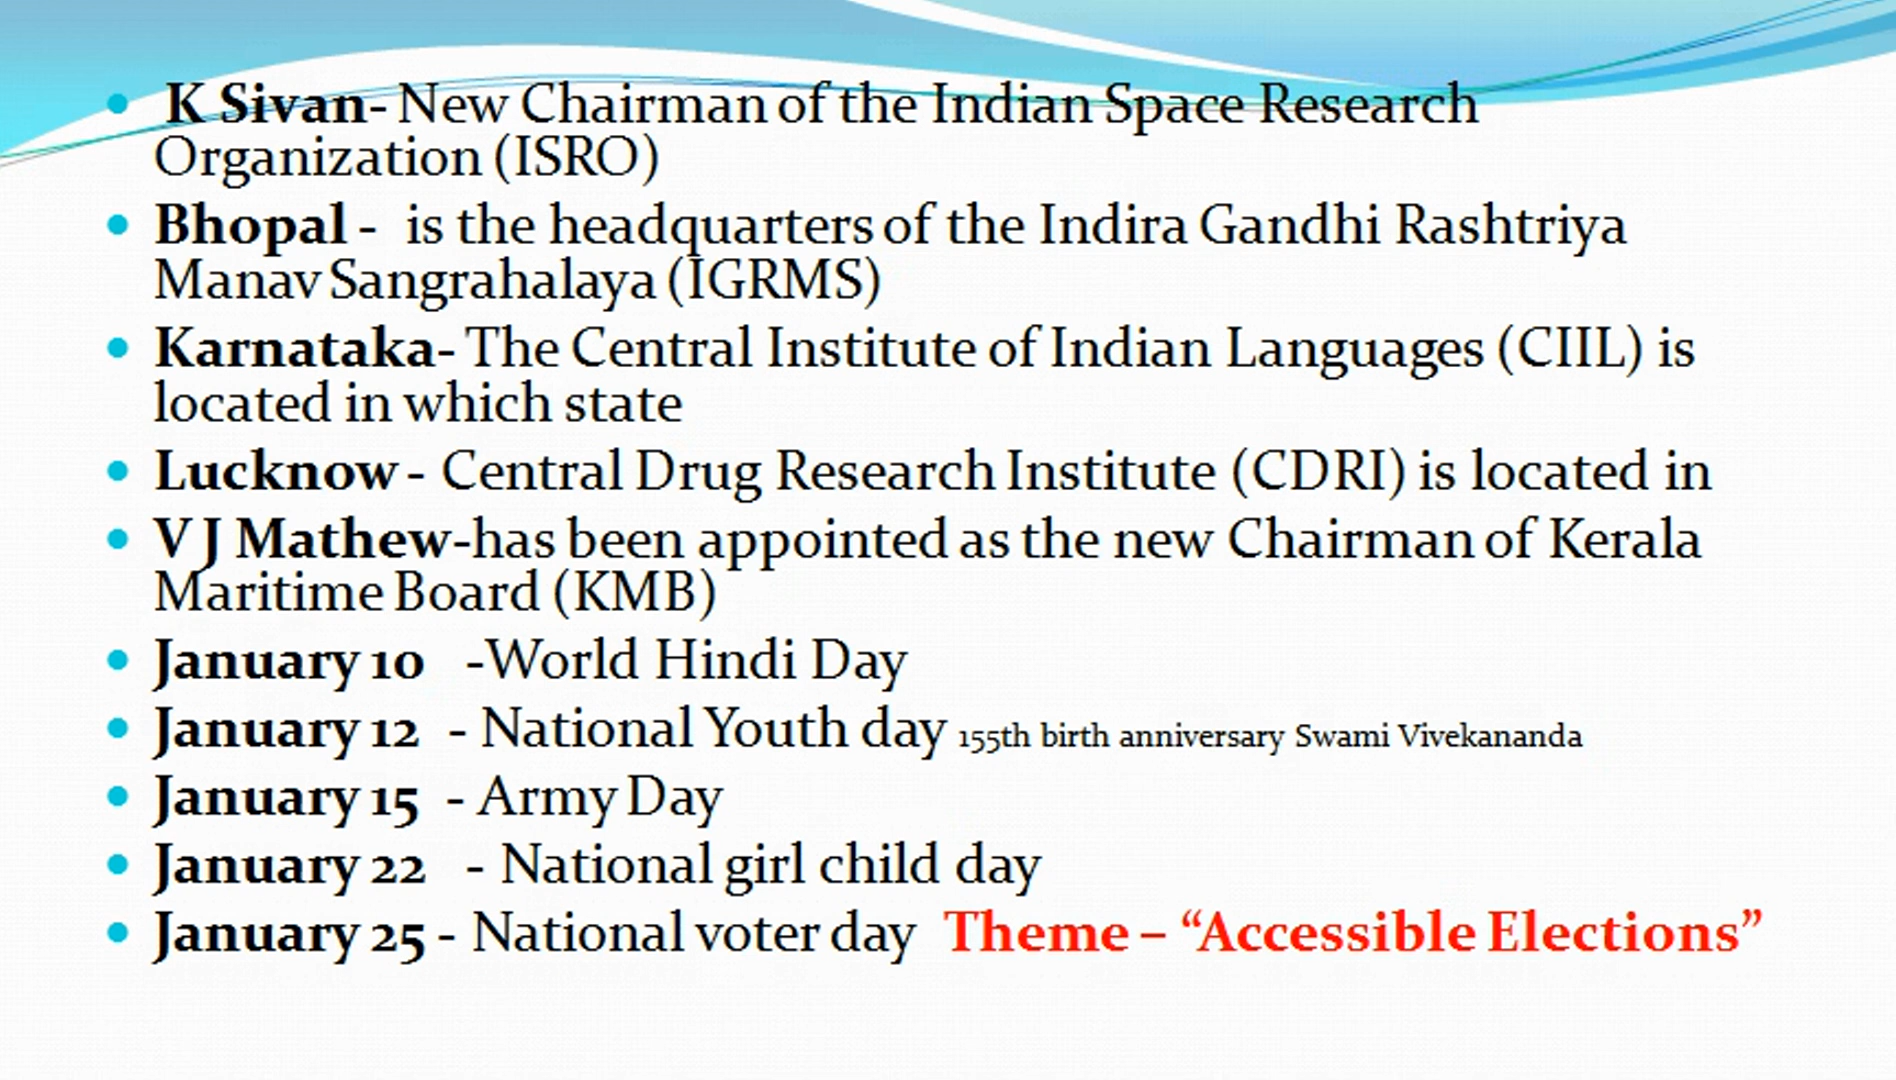 • K Sivan- New Chairman of the Indian Space Research
Organization (ISRO)
• Bhopal - is the headquarters of the Indira Gandhi Rashtriya
Manav Sangrahalaya (IGRMS)
• Karnataka- The Central Institute of Indian Languages (CIIL) is
located in which state
• Lucknow - Central Drug Research Institute (CDRI) is located in
• V J Mathew-has been appointed as the new Chairman of Kerala
Maritime Board (KMB)
• January 10 -World Hindi Day
• January 12 - National Youth day 155th birth anniversary Swami Vivekananda
• January 15 - Army Day
• January 22 - National girl child day
• January 25 - National voter day Theme – “Accessible Elections”